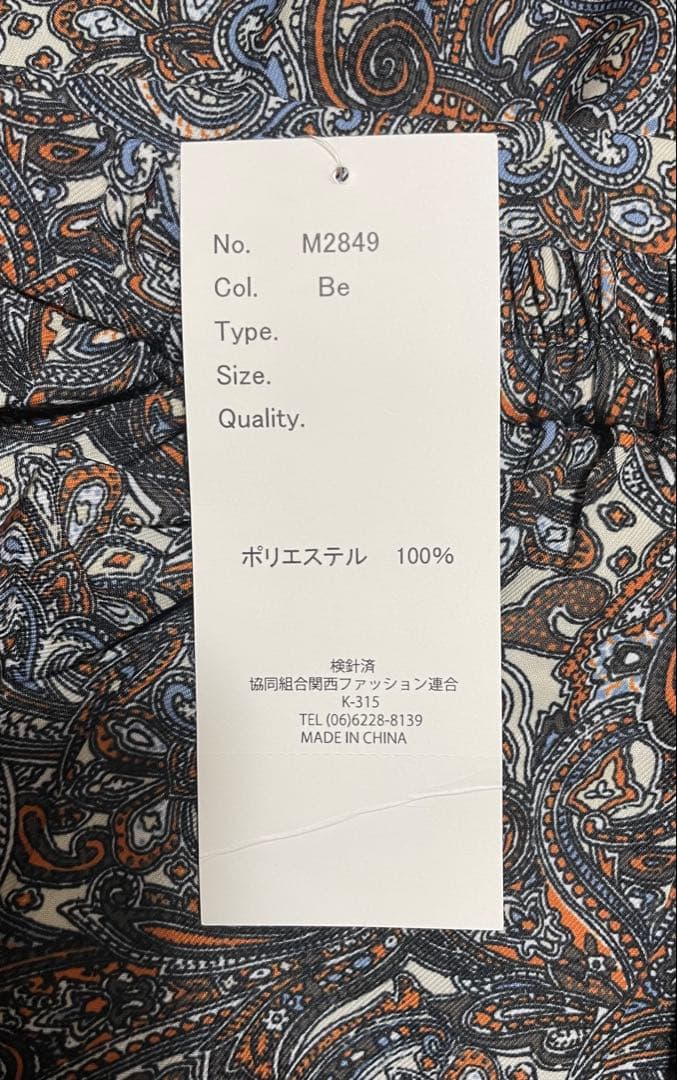 No. M2849
Col. Be
Type.
Size.
Quality.
ポリエステル 100%
検針済
協同組合関西ファッション連合
K-315
TEL (06)6228-8139
MADE IN CHINA